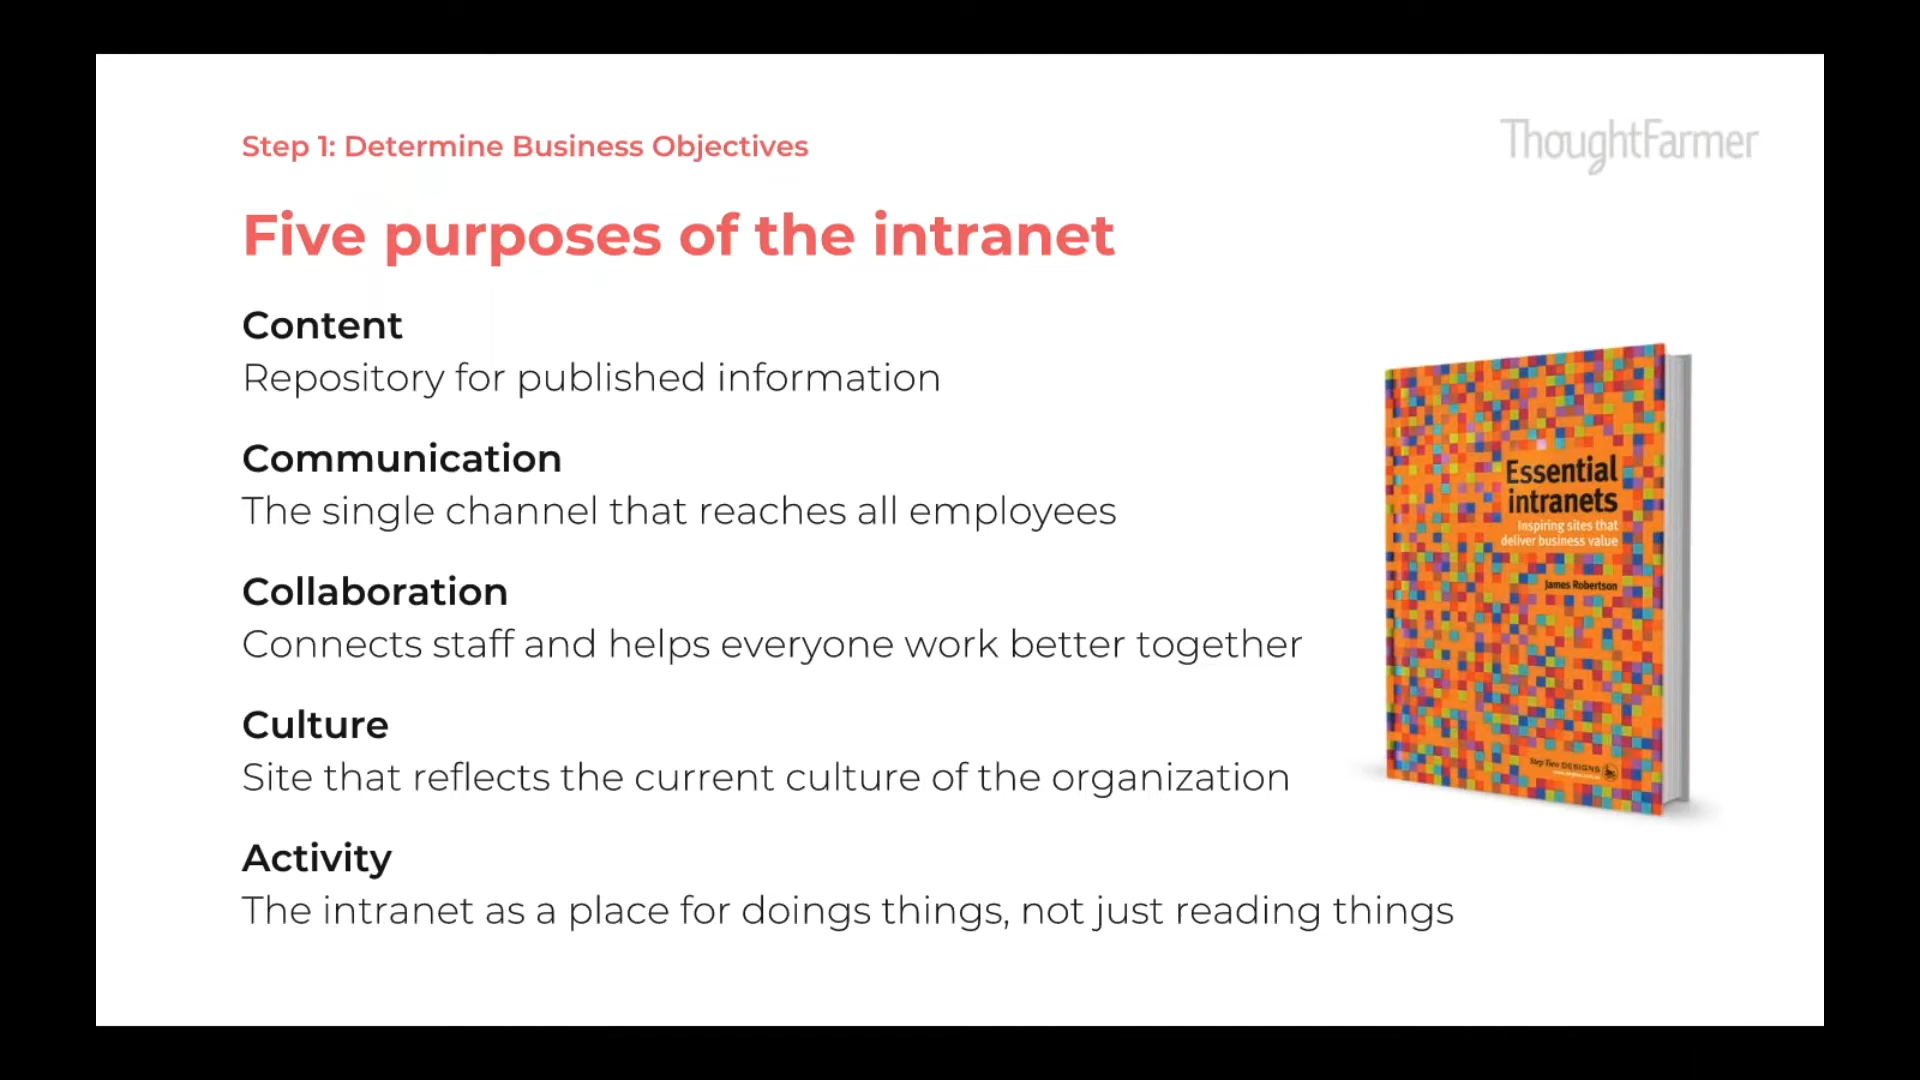 Step 1: Determine Business Objectives
ThoughtFarmer
Five purposes of the intranet
Content
Repository for published information
Communication
The single channel that reaches all employees
Collaboration
Connects staff and helps everyone work better together
Culture
Site that reflects the current culture of the organization
Activity
The intranet as a place for doings things, not just reading things
Essential
intranets
Inspiring sites that
deliver business value
James Robertson
Step Two DESIGNS